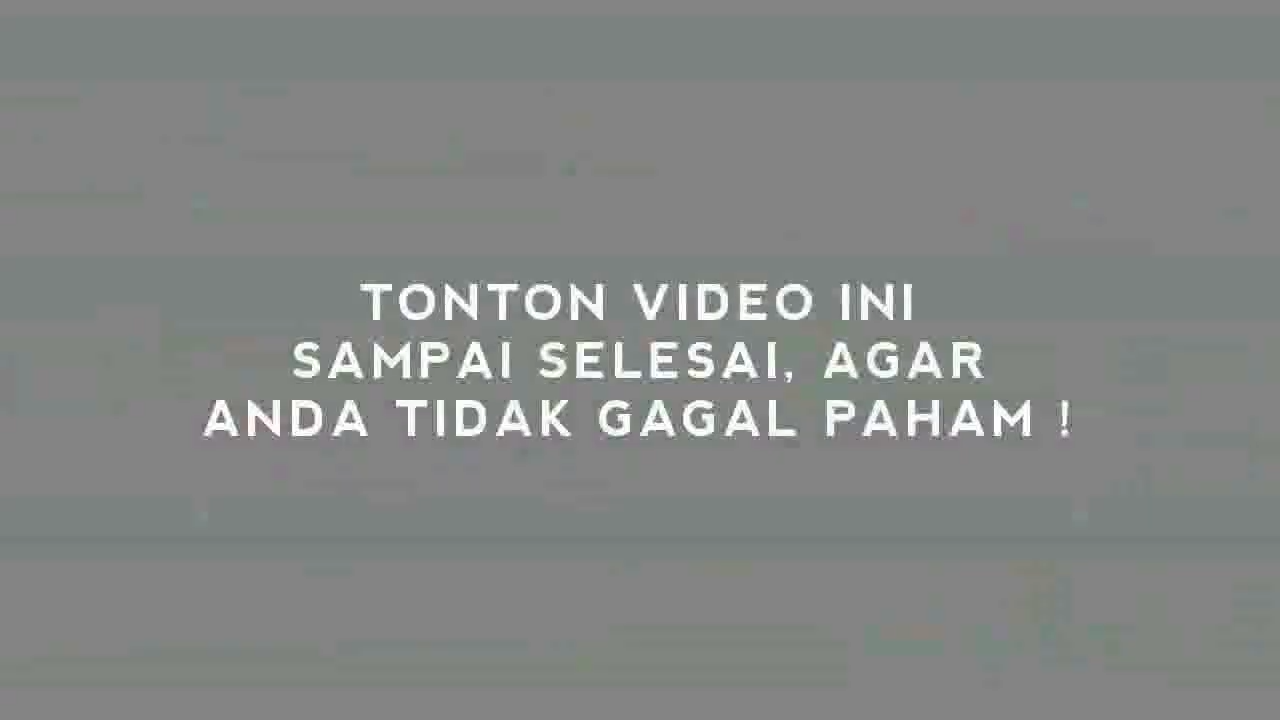 TONTON VIDEO INI
SAMPAI SELESAI, AGAR
ANDA TIDAK GAGAL PAHAM !